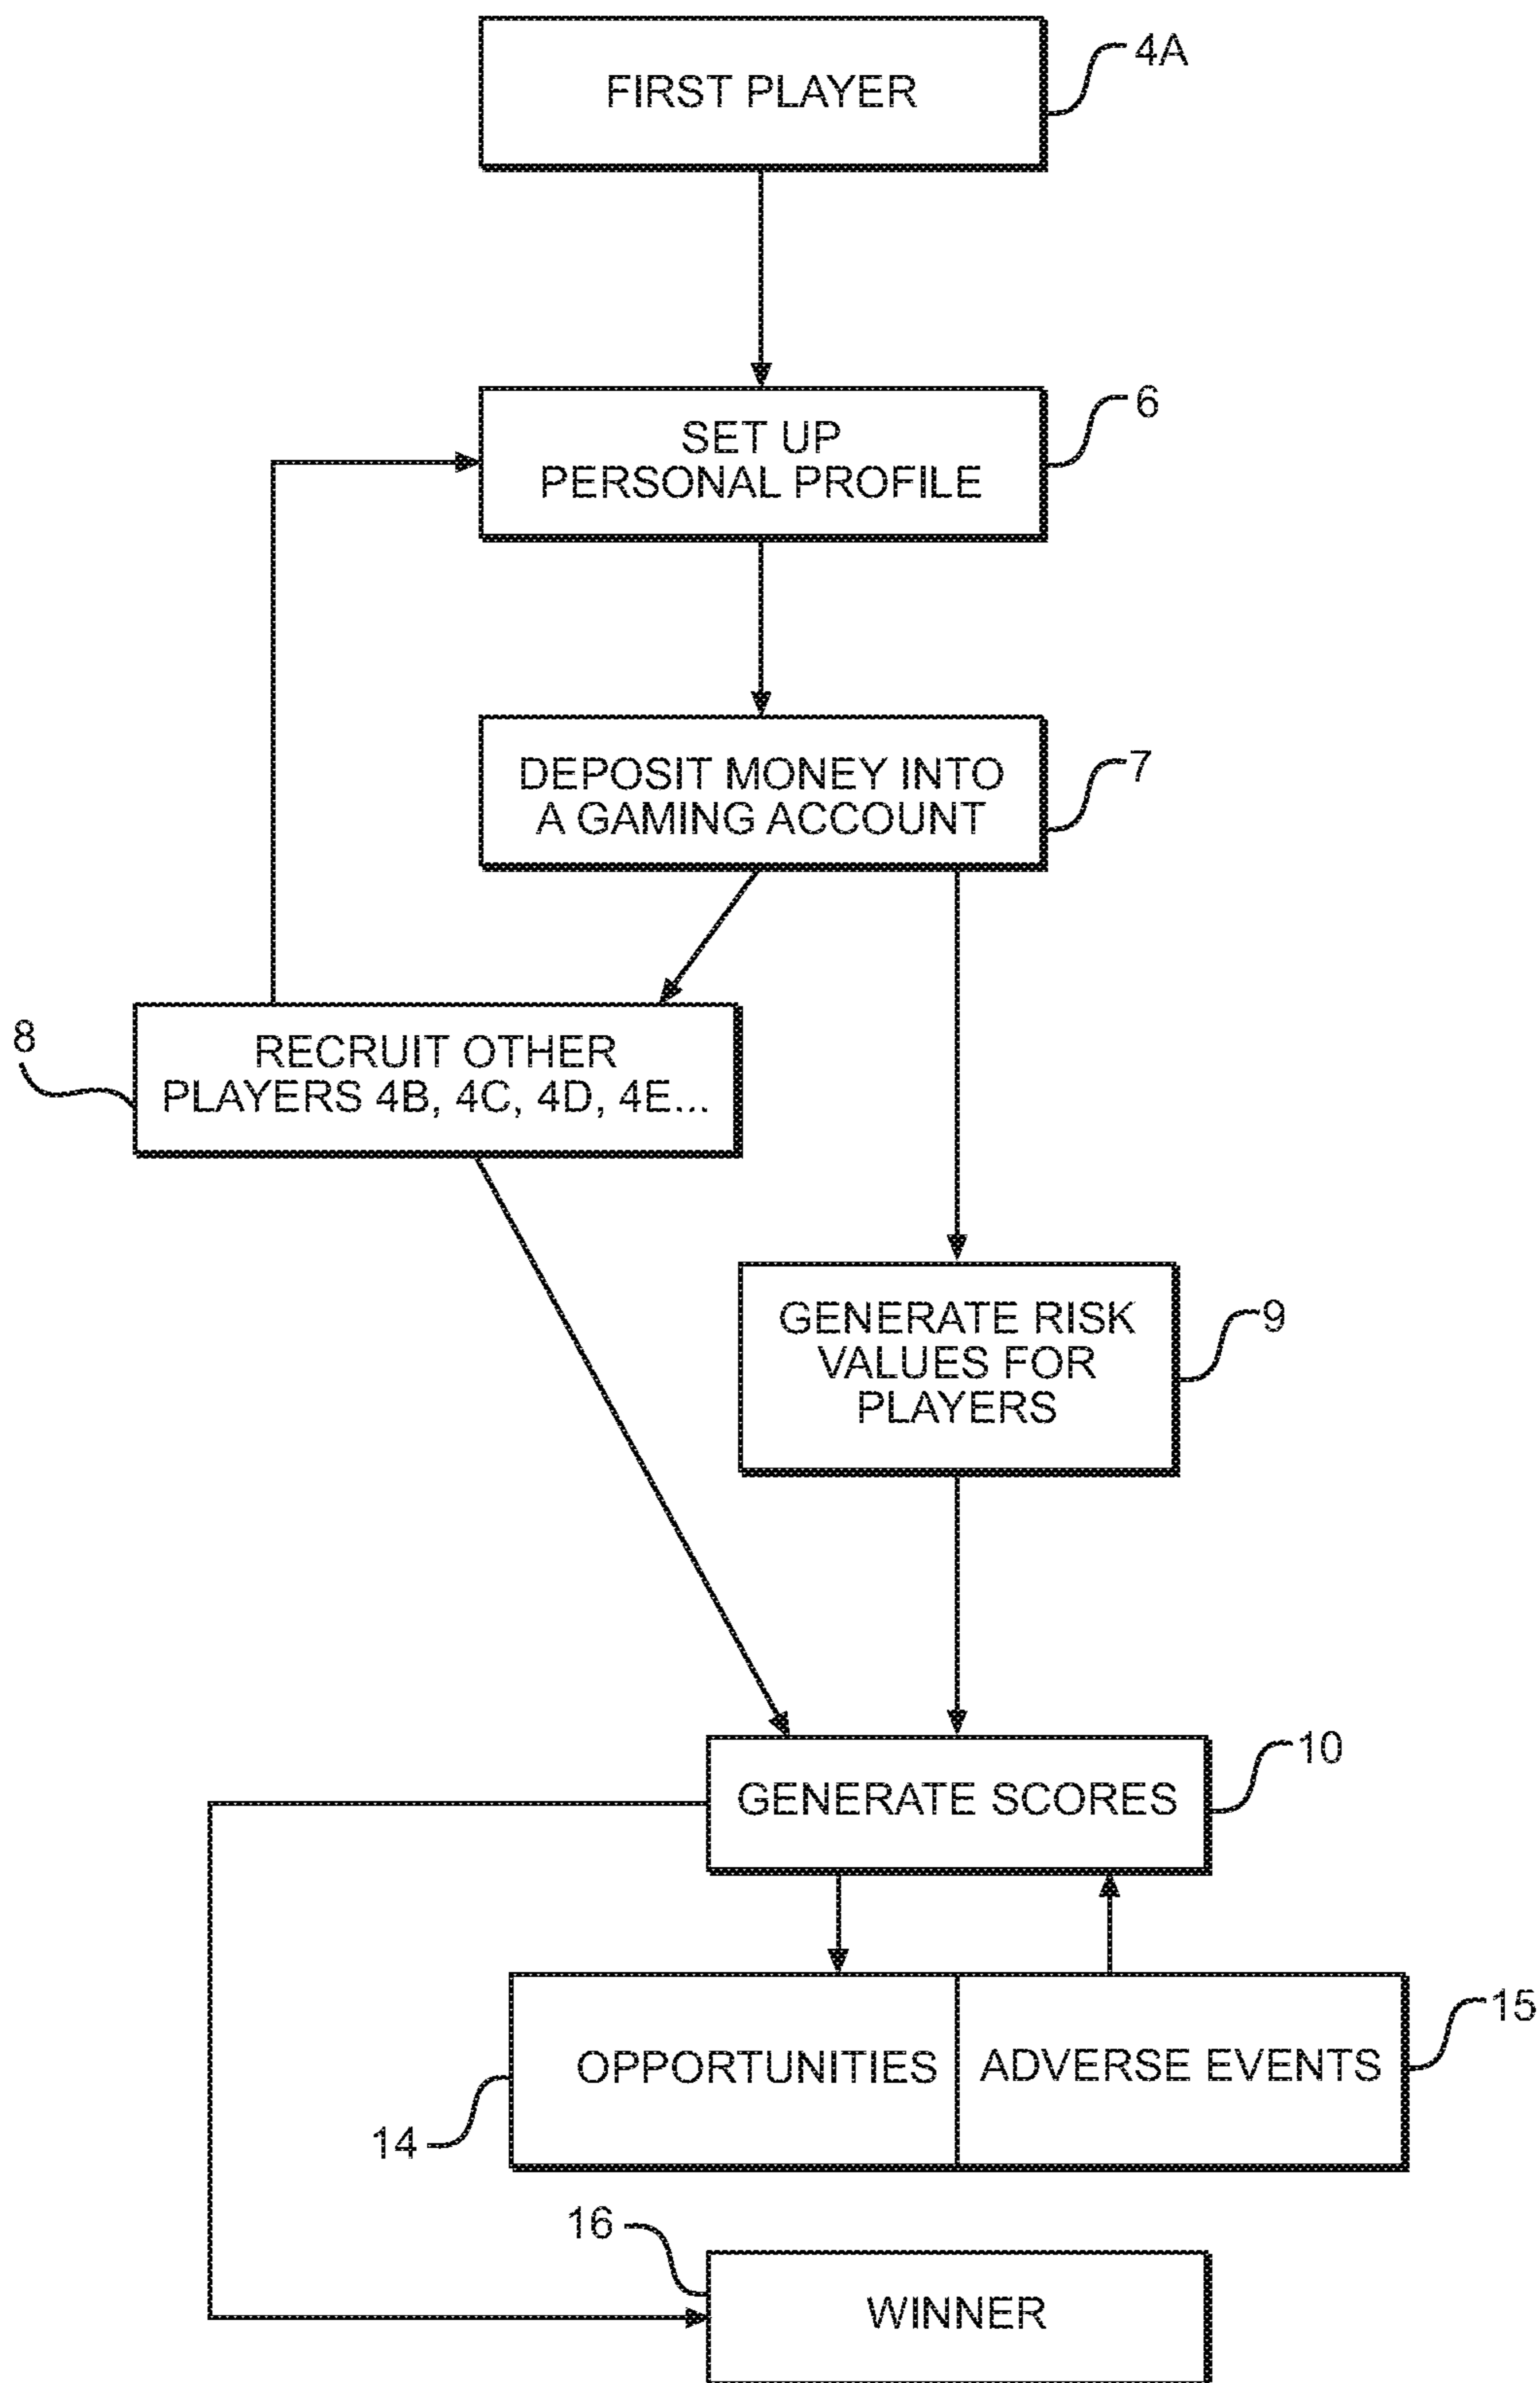 FIRST PLAYER
4A
SET UP
PERSONAL PROFILE
6
DEPOSIT MONEY INTO
A GAMING ACCOUNT
7
8
RECRUIT OTHER
PLAYERS 4B, 4C, 4D, 4E...
GENERATE RISK
VALUES FOR
PLAYERS
9
GENERATE SCORES
10
OPPORTUNITIES
14
ADVERSE EVENTS
15
16
WINNER